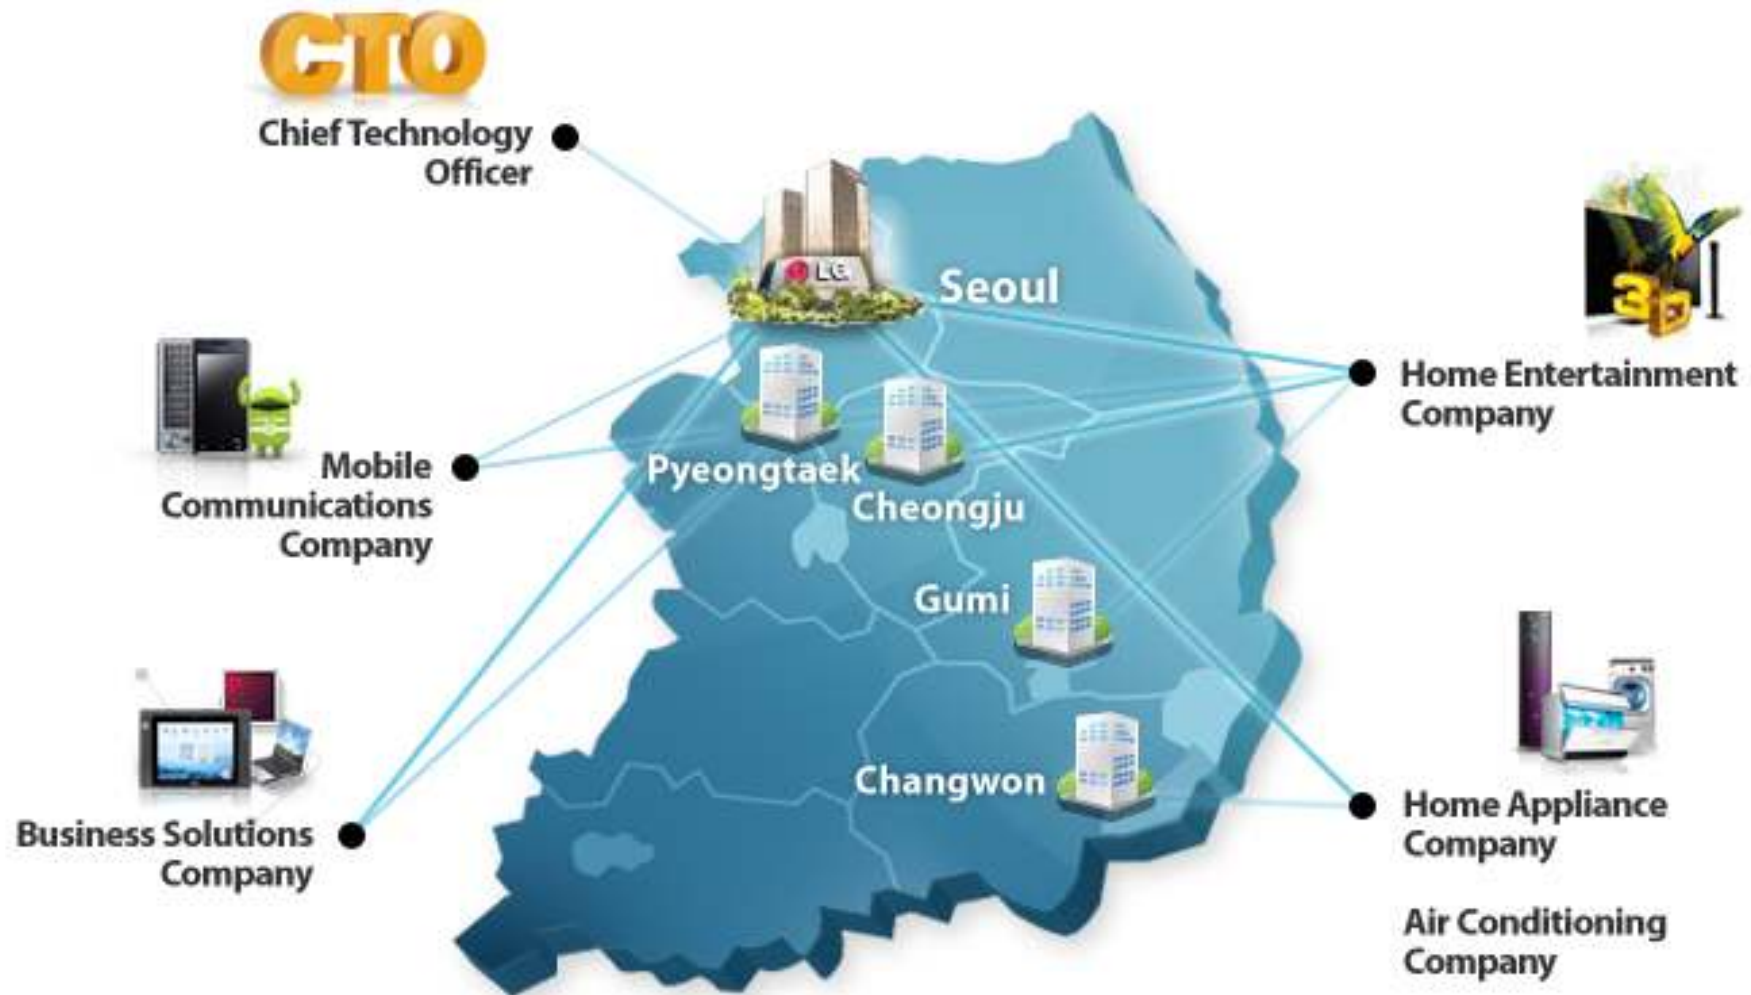 CTO
Chief Technology
Officer
LG
Seoul
3D
Home Entertainment
Company
Mobile
Communications
Company
Pyeongtaek
Cheongju
Gumi
Changwon
Business Solutions
Company
Home Appliance
Company
Air Conditioning
Company